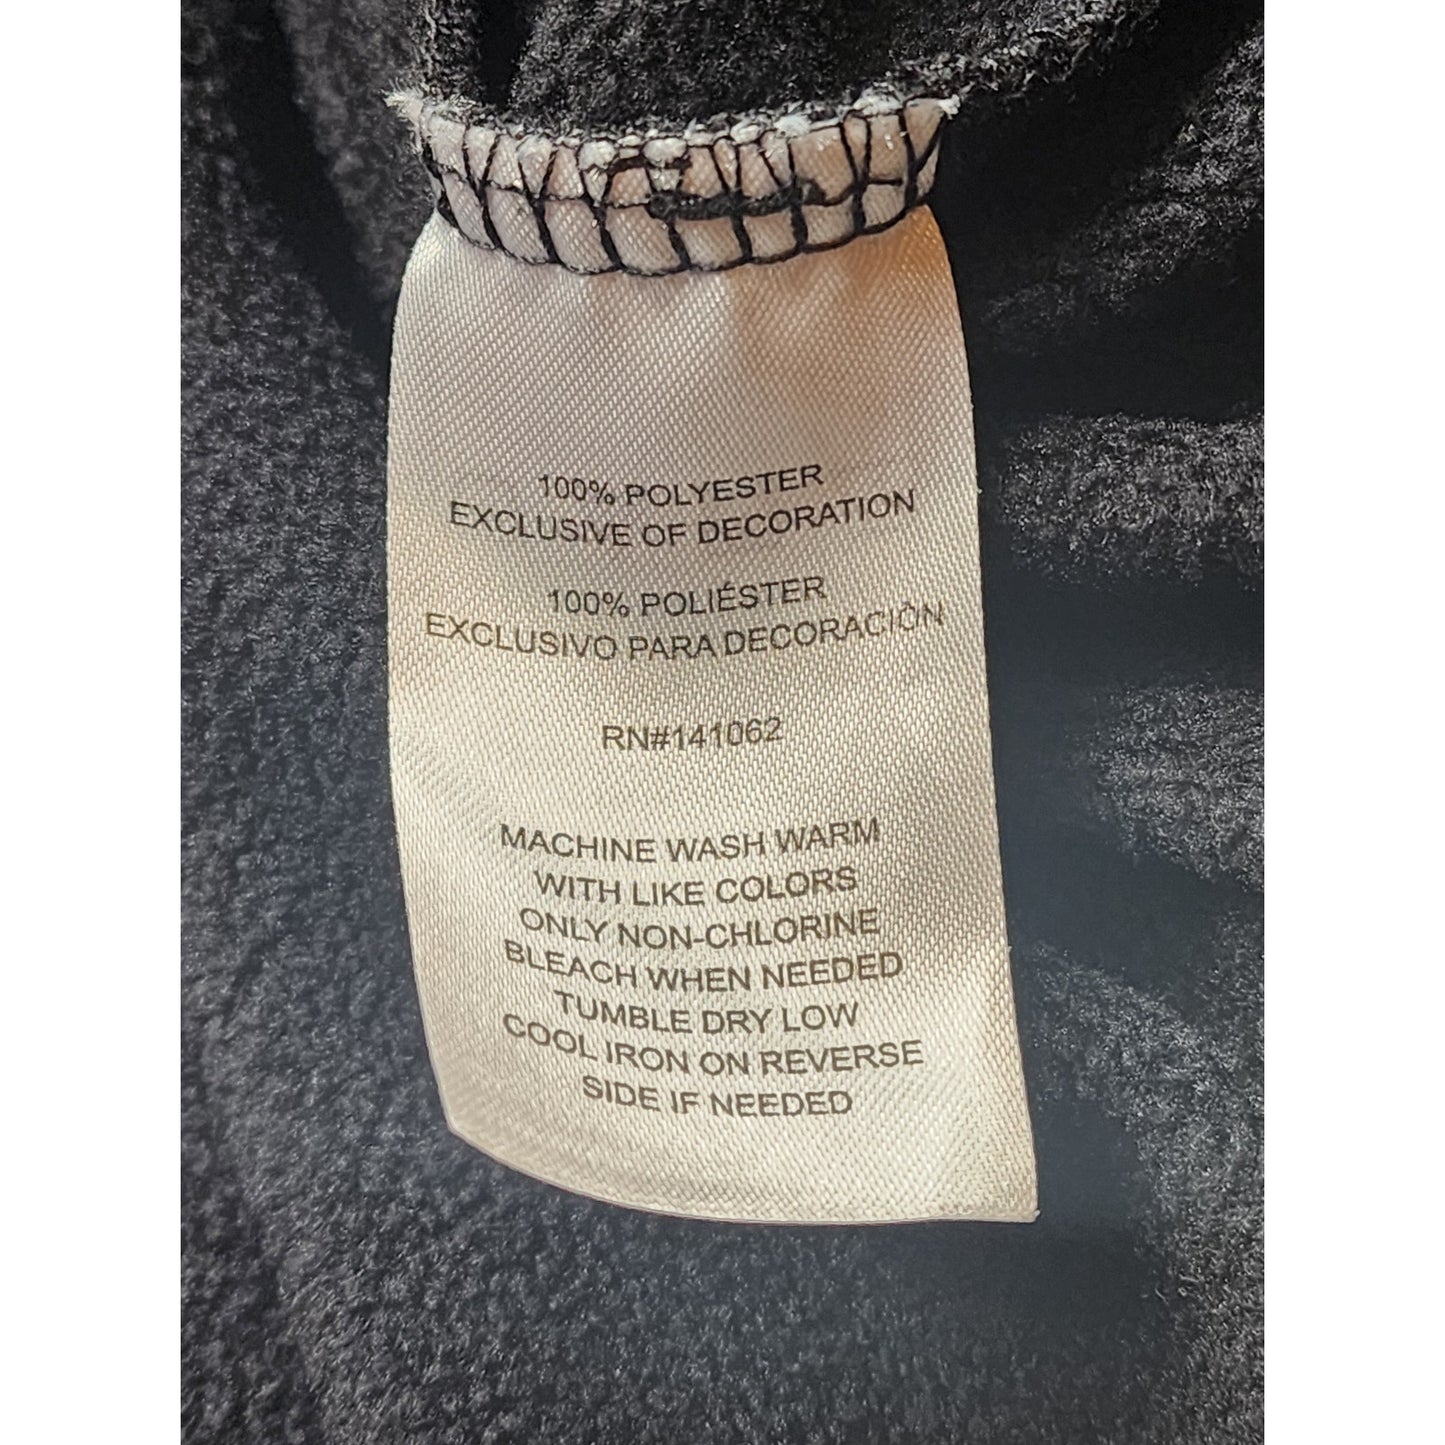 100% POLYESTER
EXCLUSIVE OF DECORATION
100% POLIÉSTER
EXCLUSIVO PARA DECORACIÓN
RN#141062
MACHINE WASH WARM
WITH LIKE COLORS
ONLY NON-CHLORINE
BLEACH WHEN NEEDED
TUMBLE DRY LOW
COOL IRON ON REVERSE
SIDE IF NEEDED